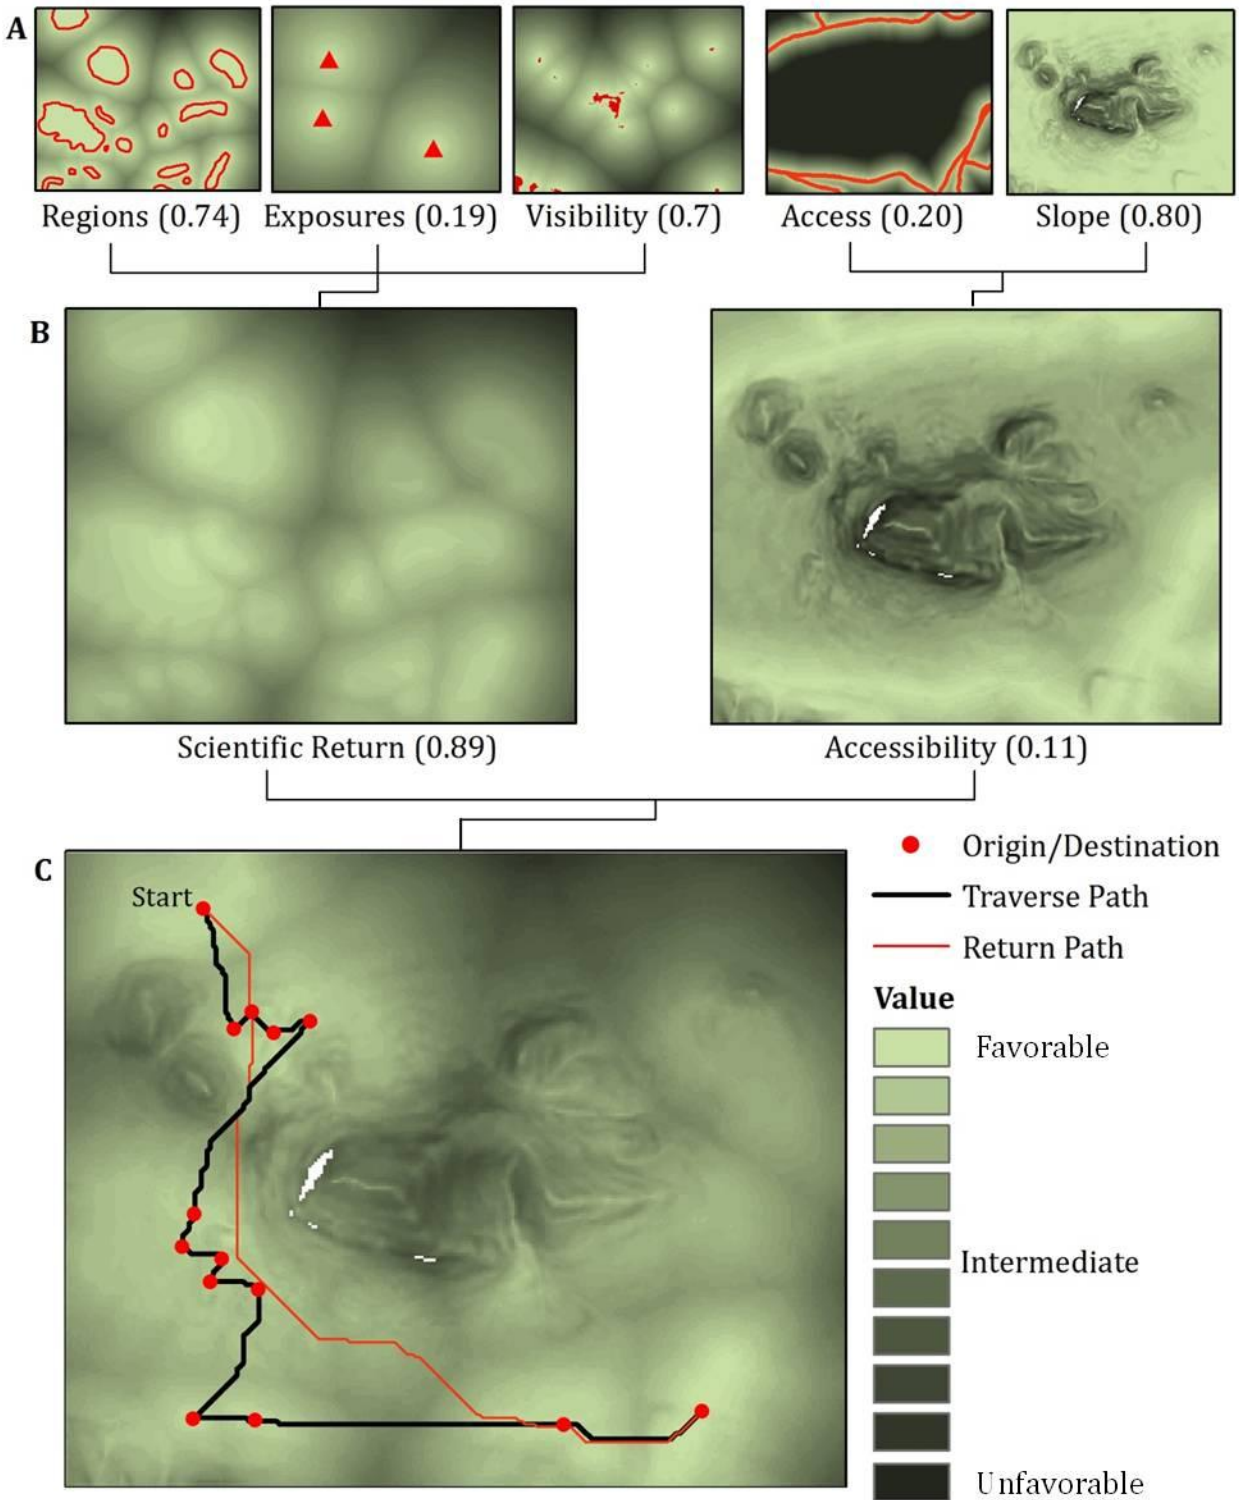 A
Regions (0.74)
Exposures (0.19)
Visibility (0.7)
Access (0.20)
Slope (0.80)
B
Scientific Return (0.89)
Accessibility (0.11)
C
Start
Origin/Destination
Traverse Path
Return Path
Value
Favorable
Intermediate
Unfavorable